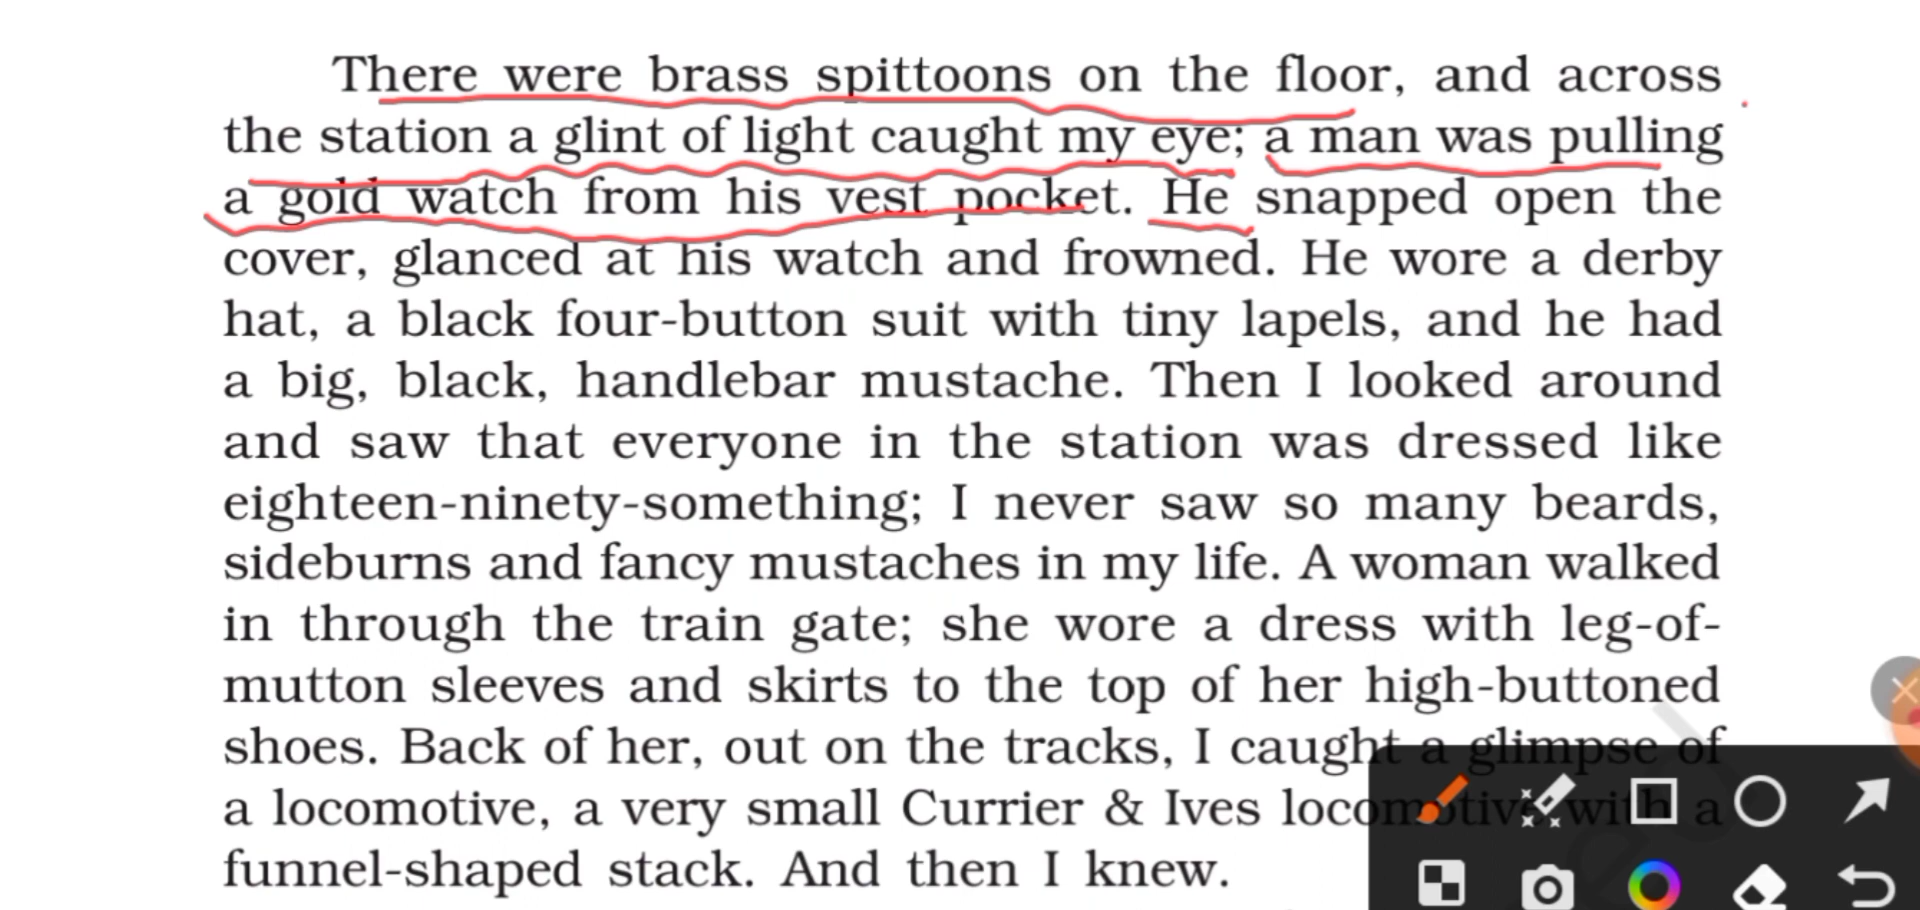 There were brass spittoons on the floor, and across
the station a glint of light caught my eye; a man was pulling
a gold watch from his vest pocket. He snapped open the
cover, glanced at his watch and frowned. He wore a derby
hat, a black four-button suit with tiny lapels, and he had
a big, black, handlebar mustache. Then I looked around
and saw that everyone in the station was dressed like
eighteen-ninety-something; I never saw so many beards,
sideburns and fancy mustaches in my life. A woman walked
in through the train gate; she wore a dress with leg-of-
mutton sleeves and skirts to the top of her high-buttoned
shoes. Back of her, out on the tracks, I caught a glimpse of
a locomotive, a very small Currier & Ives locomotive with a
funnel-shaped stack. And then I knew.